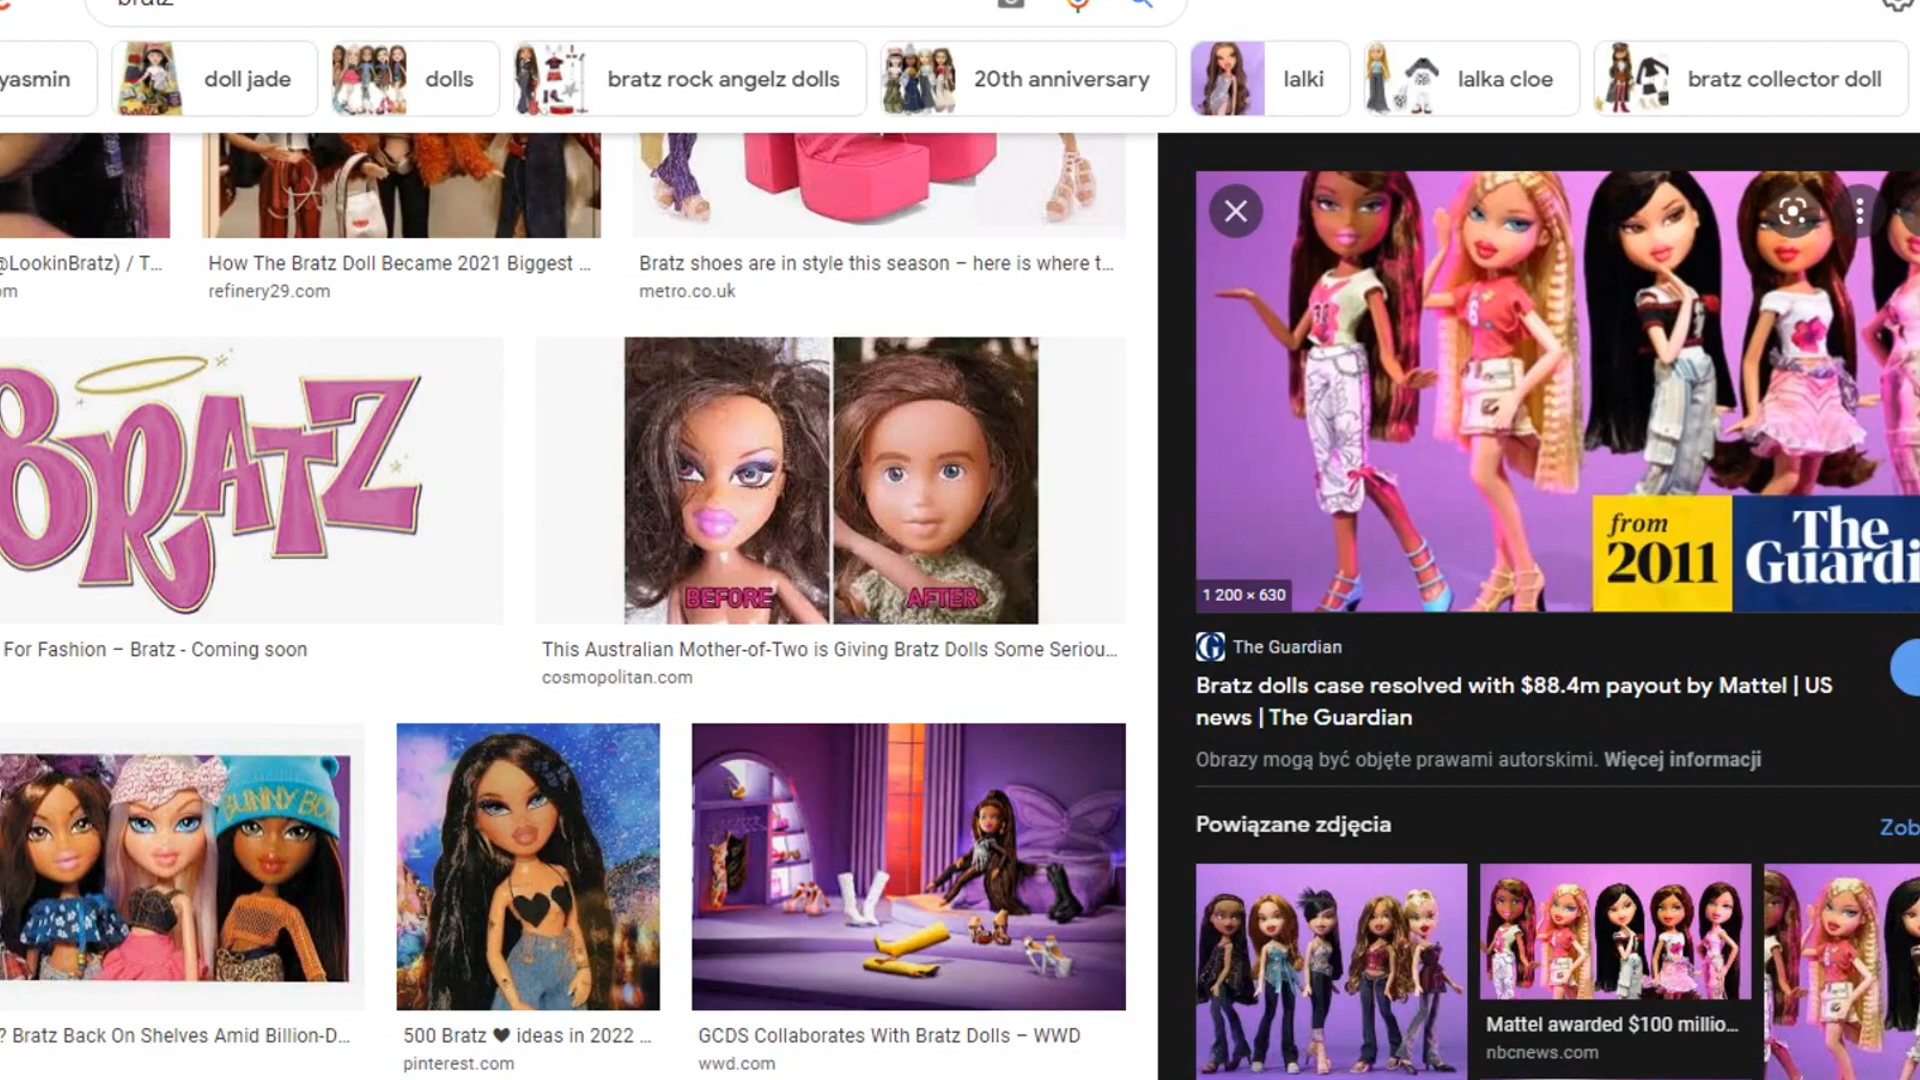 bratz
yasmin
doll jade
dolls
bratz rock angelz dolls
20th anniversary
lalki
lalka cloe
bratz collector doll
@LookinBratz) / T...
om
How The Bratz Doll Became 2021 Biggest ...
refinery29.com
Bratz shoes are in style this season – here is where t...
metro.co.uk
BRATZ
BEFORE
AFTER
For Fashion – Bratz - Coming soon
This Australian Mother-of-Two is Giving Bratz Dolls Some Seriou...
cosmopolitan.com
BUNNY BO
? Bratz Back On Shelves Amid Billion-D...
500 Bratz ♥ ideas in 2022 ...
pinterest.com
GCDS Collaborates With Bratz Dolls – WWD
wwd.com
from
2011
The
Guardi
1 200 × 630
The Guardian
Bratz dolls case resolved with $88.4m payout by Mattel | US
news | The Guardian
Obrazy mogą być objęte prawami autorskimi. Więcej informacji
Powiązane zdjęcia
Zob
Mattel awarded $100 millio...
nbcnews.com